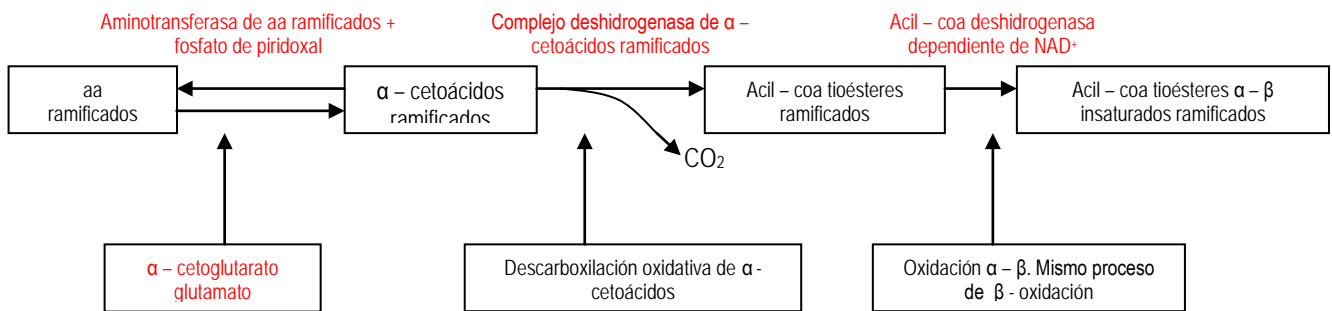 Aminotransferasa de aa ramificados +
fosfato de piridoxal
Complejo deshidrogenasa de α –
cetoácidos ramificados
Acil – coa deshidrogenasa
dependiente de NAD+
aa
ramificados
α – cetoácidos
ramificados
Acil – coa tioésteres
ramificados
Acil – coa tioésteres α – β
insaturados ramificados
CO2
α – cetoglutarato
glutamato
Descarboxilación oxidativa de α -
cetoácidos
Oxidación α – β. Mismo proceso
de β - oxidación